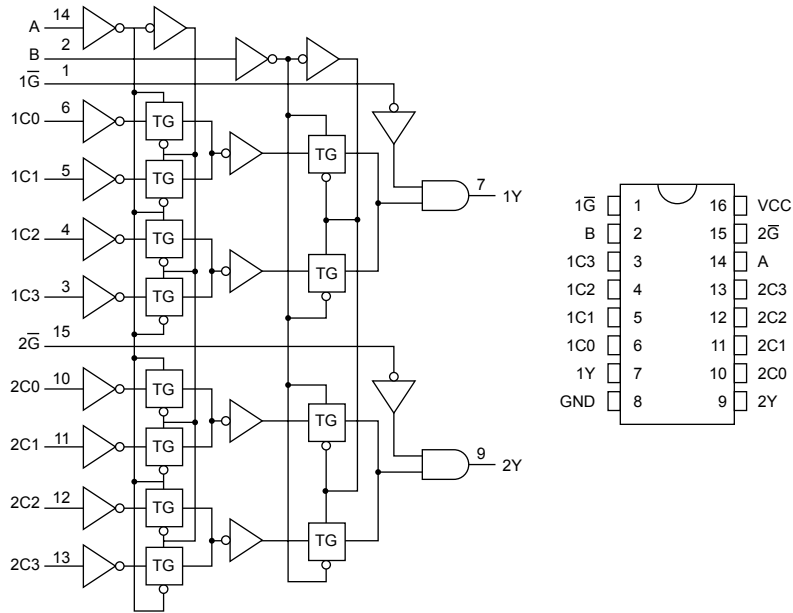 A 14
B 2
1G̅ 1
1C0 6 TG
TG
1C1 5 TG
7 1Y
1C2 4 TG
TG
1C3 3 TG
2G̅ 15
2C0 10 TG
TG
2C1 11 TG
9 2Y
2C2 12 TG
TG
2C3 13 TG
1G̅ 1 16 VCC
B 2 15 2G̅
1C3 3 14 A
1C2 4 13 2C3
1C1 5 12 2C2
1C0 6 11 2C1
1Y 7 10 2C0
GND 8 9 2Y